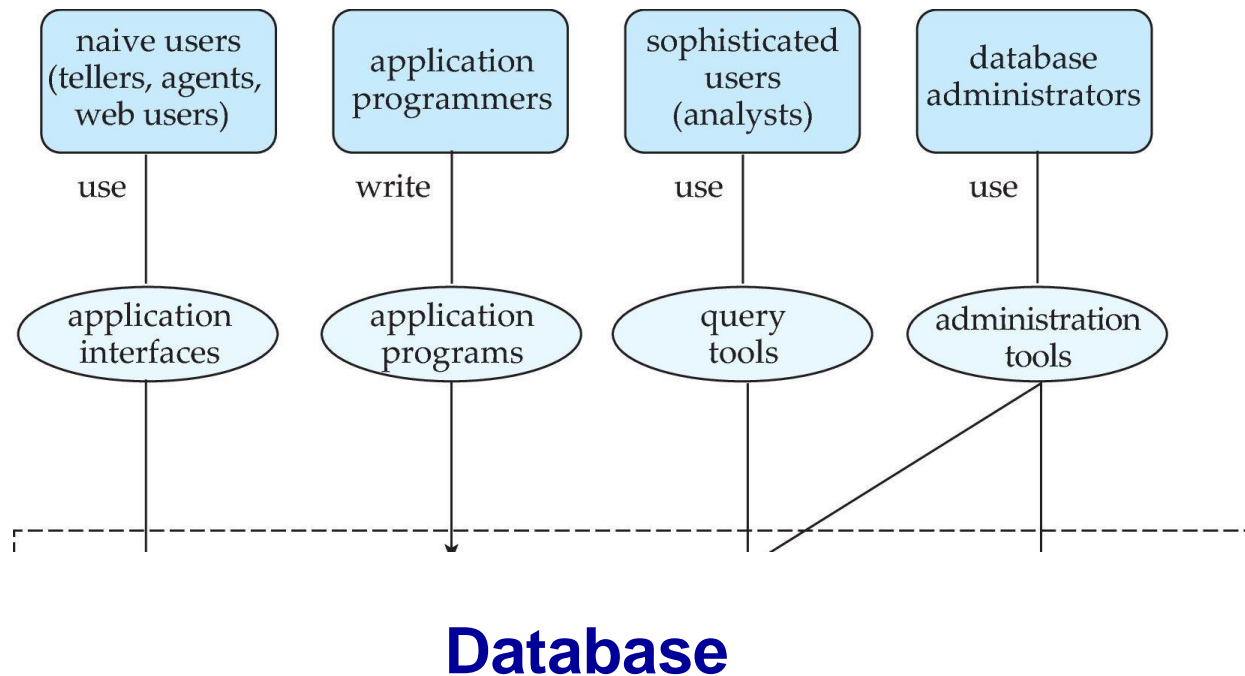 naive users
(tellers, agents,
web users)
application
programmers
sophisticated
users
(analysts)
database
administrators
use
write
use
use
application
interfaces
application
programs
query
tools
administration
tools
Database